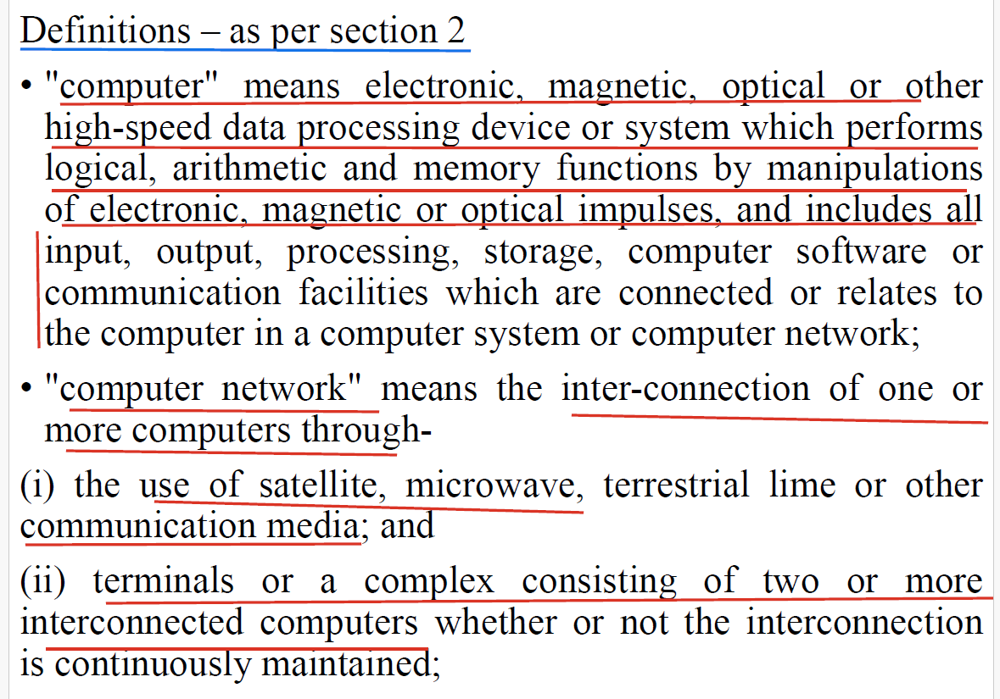 Definitions – as per section 2
• "computer" means electronic, magnetic, optical or other
high-speed data processing device or system which performs
logical, arithmetic and memory functions by manipulations
of electronic, magnetic or optical impulses, and includes all
input, output, processing, storage, computer software or
communication facilities which are connected or relates to
the computer in a computer system or computer network;
• "computer network" means the inter-connection of one or
more computers through-
(i) the use of satellite, microwave, terrestrial lime or other
communication media; and
(ii) terminals or a complex consisting of two or more
interconnected computers whether or not the interconnection
is continuously maintained;